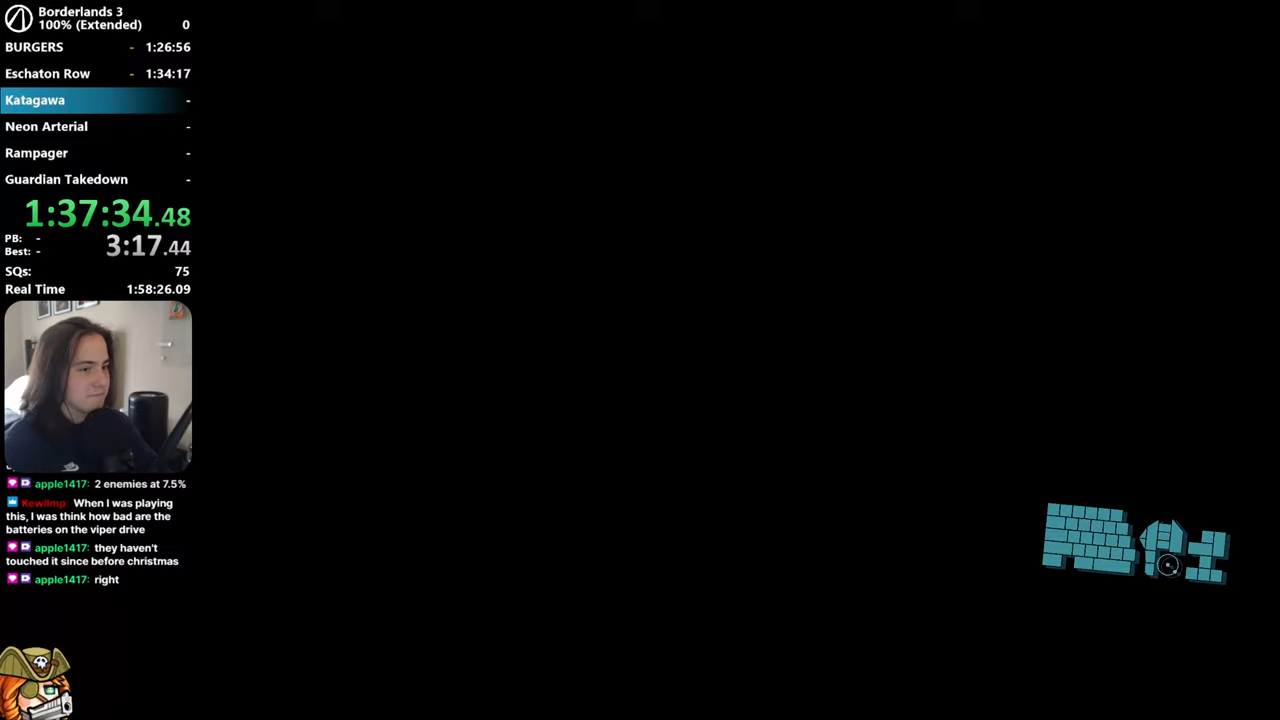 Borderlands 3
100% (Extended) 0
BURGERS - 1:26:56
Eschaton Row - 1:34:17
Katagawa -
Neon Arterial -
Rampager -
Guardian Takedown -
1:37:34.48
PB: - 3:17.44
Best: -
SQs: 75
Real Time 1:58:26.09
apple1417: 2 enemies at 7.5%
KewlImp: When I was playing
this, I was think how bad are the
batteries on the viper drive
apple1417: they haven't
touched it since before christmas
apple1417: right